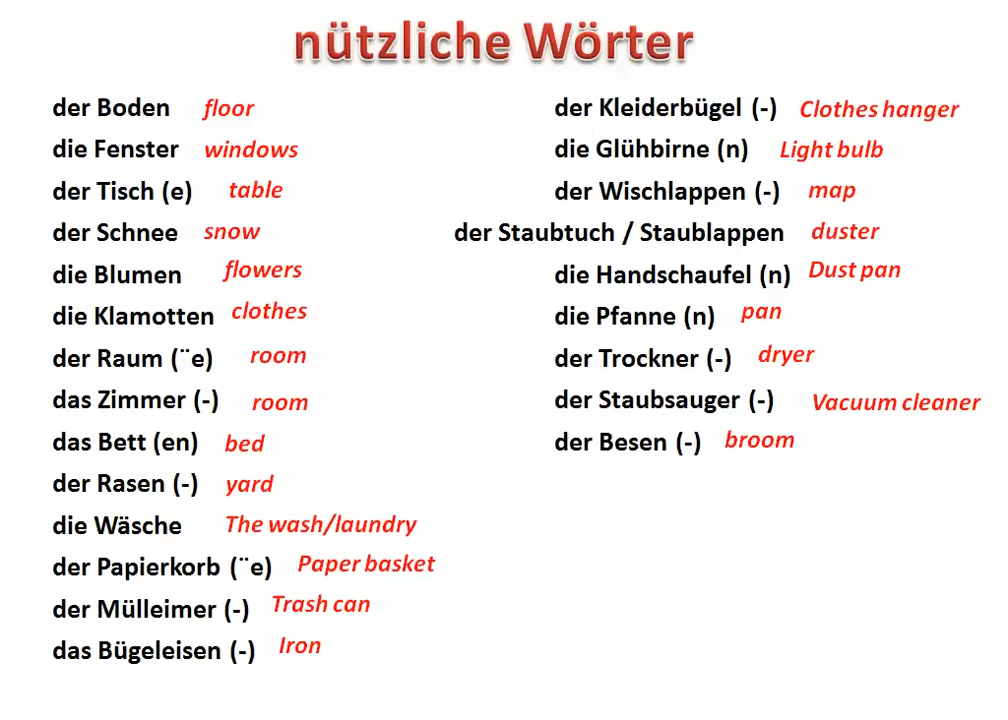 nützliche Wörter
der Boden floor
die Fenster windows
der Tisch (e) table
der Schnee snow
die Blumen flowers
die Klamotten clothes
der Raum (¨e) room
das Zimmer (-) room
das Bett (en) bed
der Rasen (-) yard
die Wäsche The wash/laundry
der Papierkorb (¨e) Paper basket
der Mülleimer (-) Trash can
das Bügeleisen (-) Iron
der Kleiderbügel (-) Clothes hanger
die Glühbirne (n) Light bulb
der Wischlappen (-) map
der Staubtuch / Staublappen duster
die Handschaufel (n) Dust pan
die Pfanne (n) pan
der Trockner (-) dryer
der Staubsauger (-) Vacuum cleaner
der Besen (-) broom